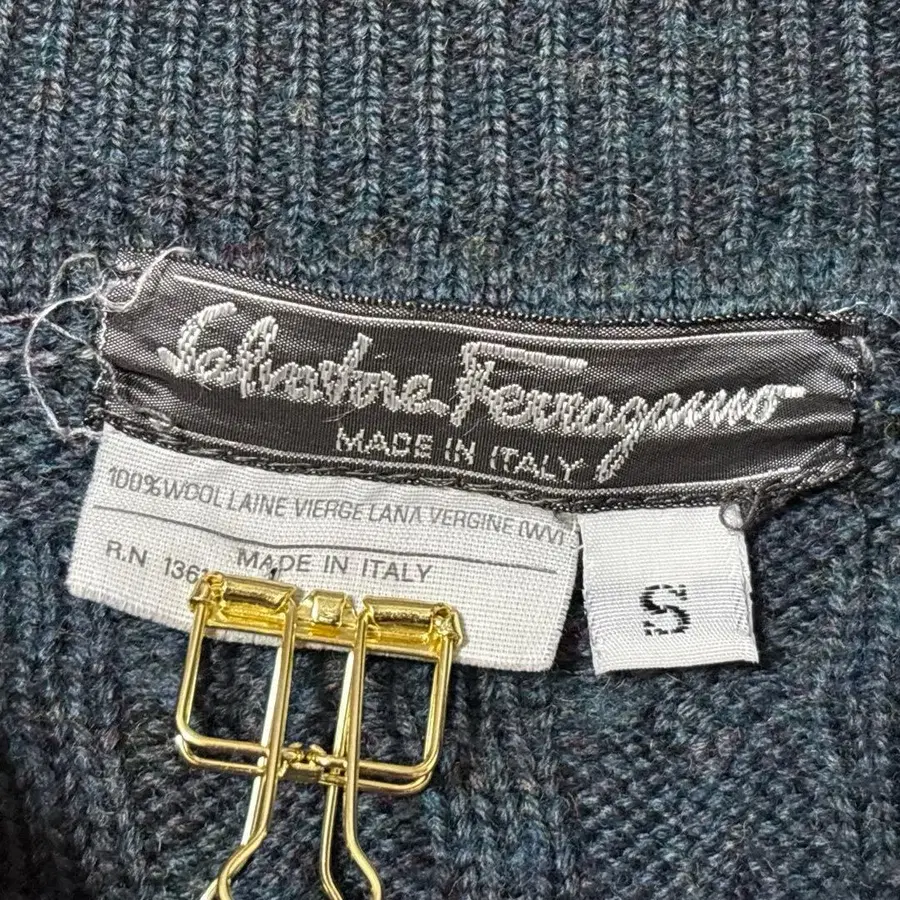 Salvatore Ferragamo
MADE IN ITALY
100% WOOL LAINE VIERGE LANA VERGINE (WV)
MADE IN ITALY
R.N
S